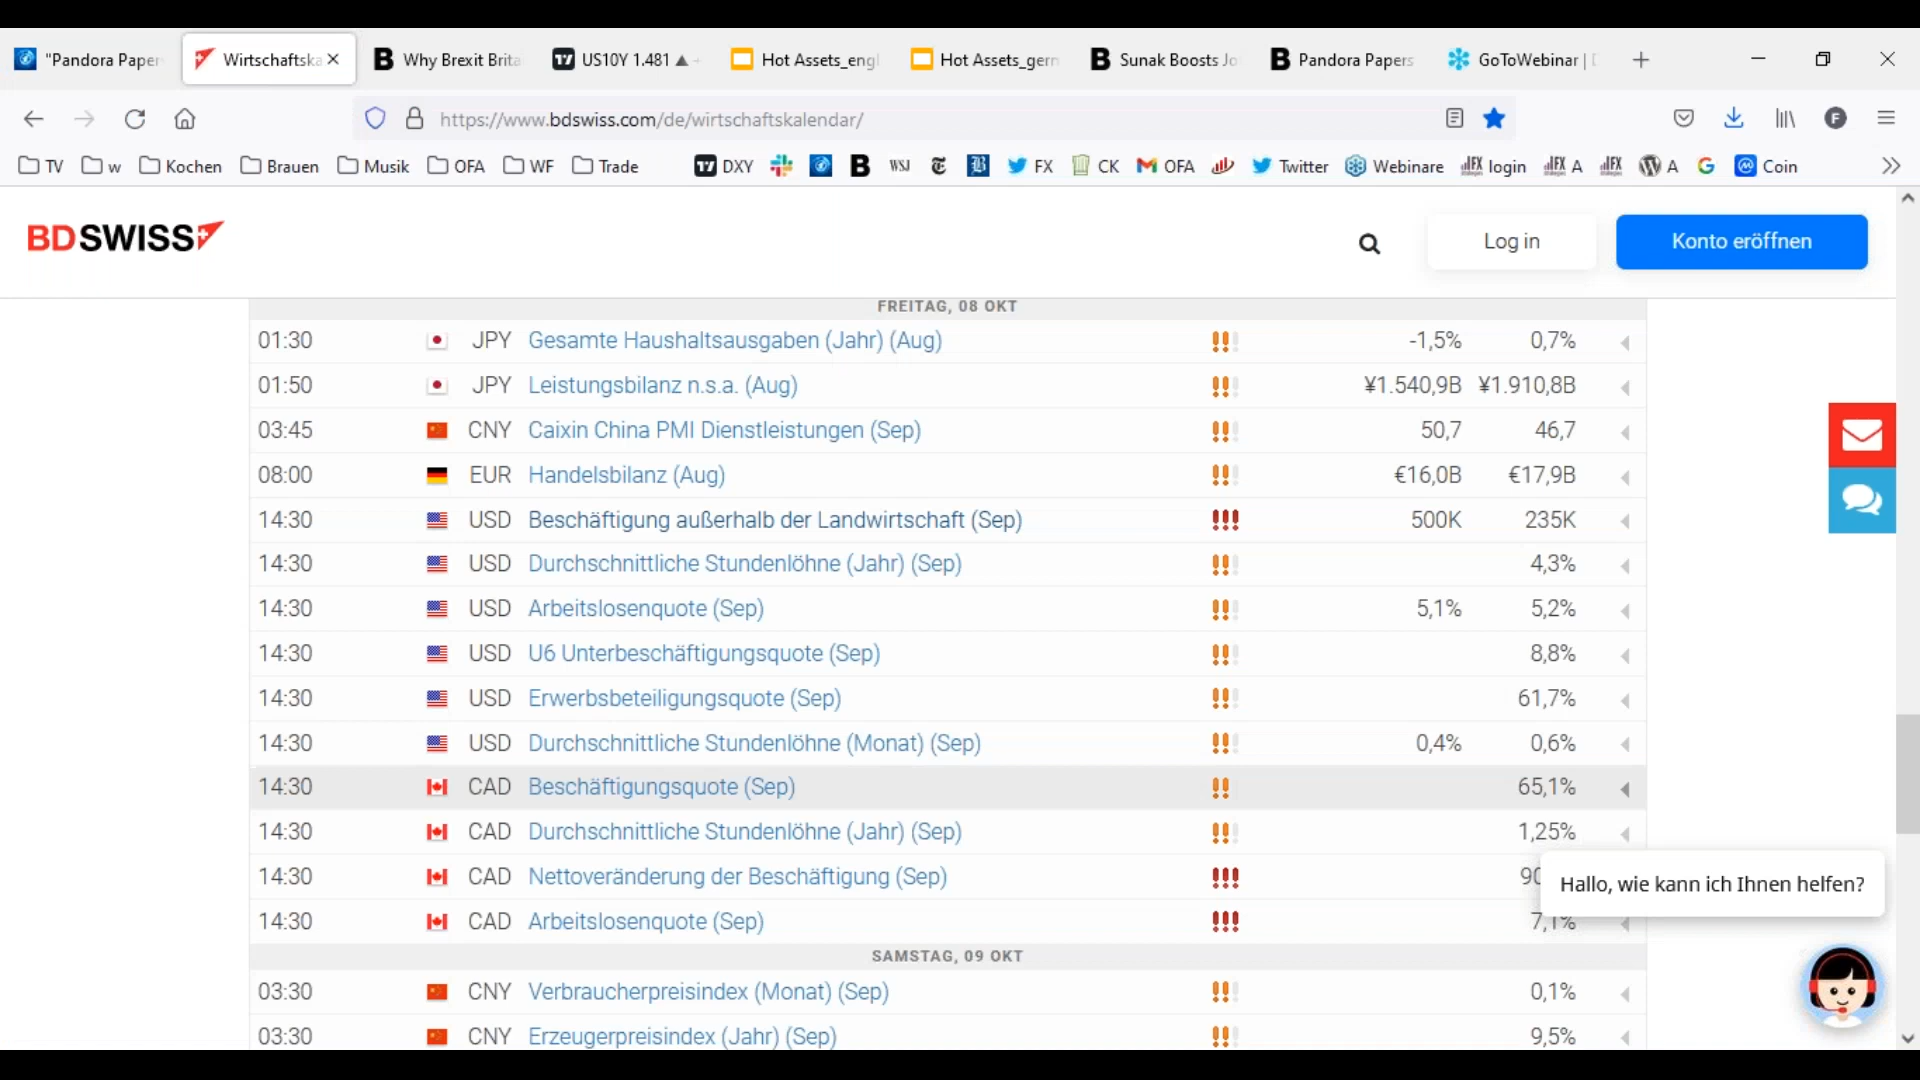 "Pandora Paper Wirtschaftska Why Brexit Brita US10Y 1.481 ▲ Hot Assets_engl Hot Assets_germ Sunak Boosts Jo Pandora Papers GoToWebinar |
https://www.bdswiss.com/de/wirtschaftskalendar/
TV w Kochen Brauen Musik OFA WF Trade DXY WSJ FX CK OFA Twitter Webinare login A A Coin
BDSWISS Log in Konto eröffnen
FREITAG, 08 OKT
01:30 JPY Gesamte Haushaltsausgaben (Jahr) (Aug) -1,5% 0,7%
01:50 JPY Leistungsbilanz n.s.a. (Aug) ¥1.540,9B ¥1.910,8B
03:45 CNY Caixin China PMI Dienstleistungen (Sep) 50,7 46,7
08:00 EUR Handelsbilanz (Aug) €16,0B €17,9B
14:30 USD Beschäftigung außerhalb der Landwirtschaft (Sep) 500K 235K
14:30 USD Durchschnittliche Stundenlöhne (Jahr) (Sep) 4,3%
14:30 USD Arbeitslosenquote (Sep) 5,1% 5,2%
14:30 USD U6 Unterbeschäftigungsquote (Sep) 8,8%
14:30 USD Erwerbsbeteiligungsquote (Sep) 61,7%
14:30 USD Durchschnittliche Stundenlöhne (Monat) (Sep) 0,4% 0,6%
14:30 CAD Beschäftigungsquote (Sep) 65,1%
14:30 CAD Durchschnittliche Stundenlöhne (Jahr) (Sep) 1,25%
14:30 CAD Nettoveränderung der Beschäftigung (Sep) 90
Hallo, wie kann ich Ihnen helfen?
14:30 CAD Arbeitslosenquote (Sep) 7,1%
SAMSTAG, 09 OKT
03:30 CNY Verbraucherpreisindex (Monat) (Sep) 0,1%
03:30 CNY Erzeugerpreisindex (Jahr) (Sep) 9,5%